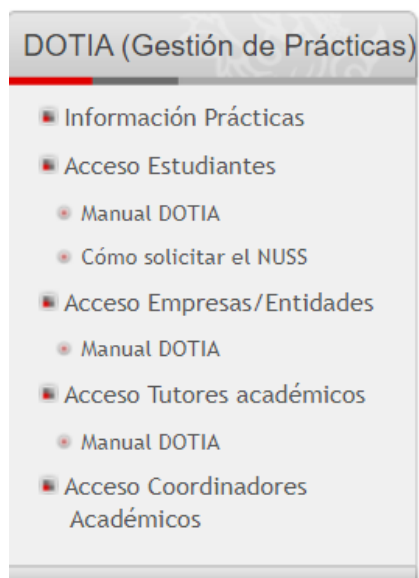 DOTIA (Gestión de Prácticas)
Información Prácticas
Acceso Estudiantes
Manual DOTIA
Cómo solicitar el NUSS
Acceso Empresas/Entidades
Manual DOTIA
Acceso Tutores académicos
Manual DOTIA
Acceso Coordinadores
Académicos